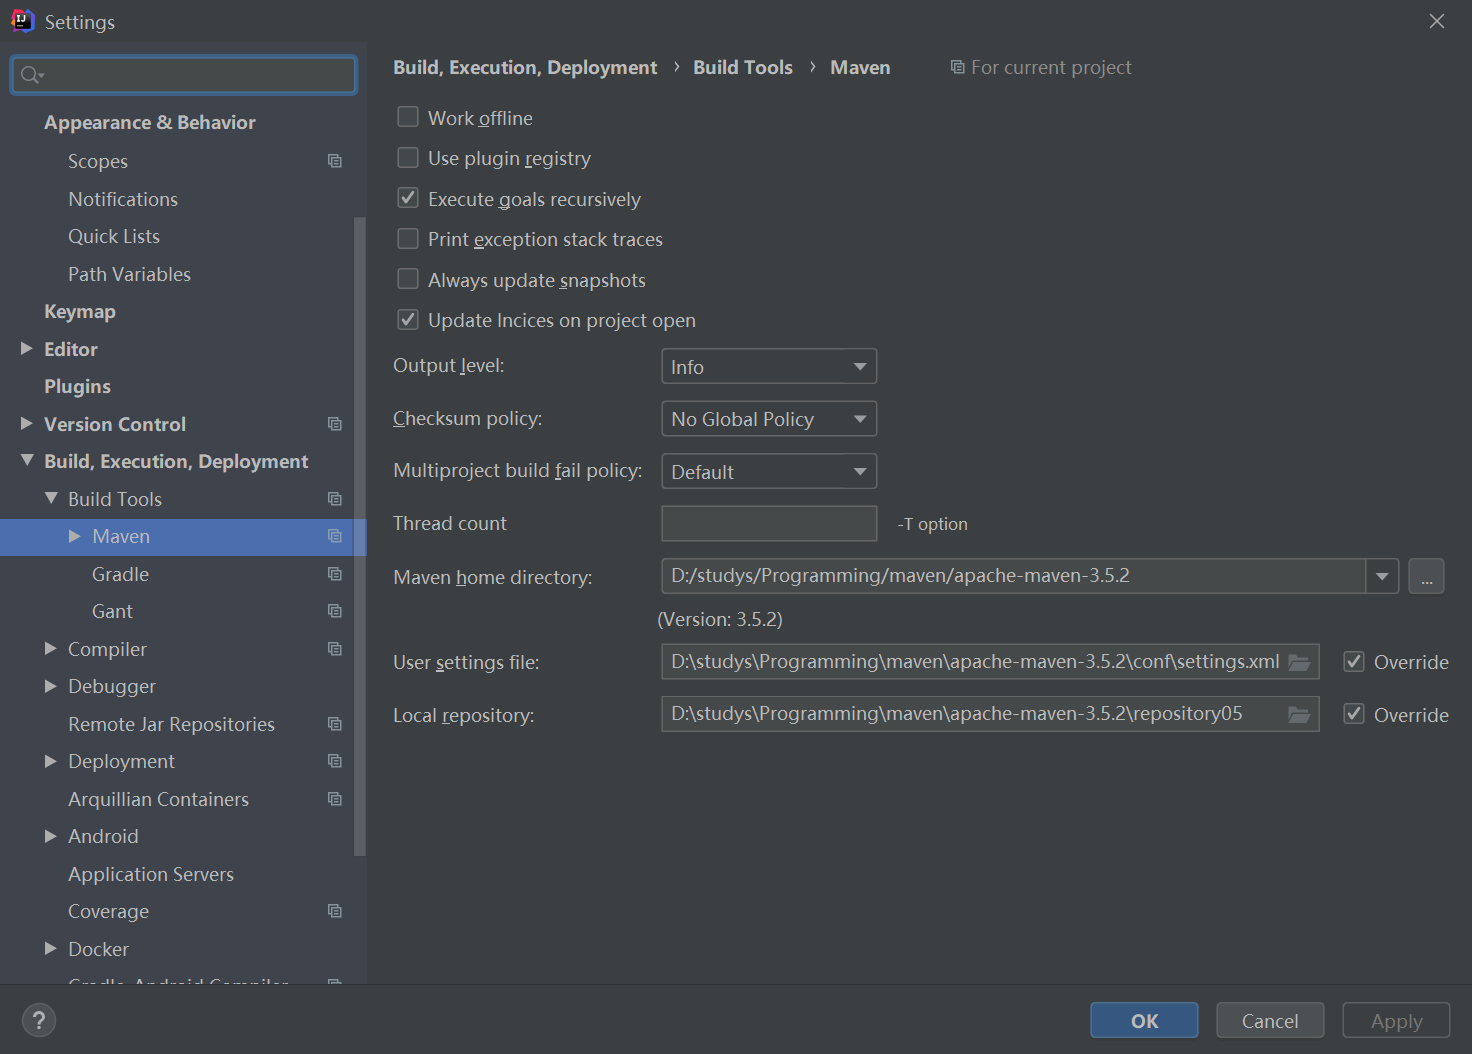 Settings
Appearance & Behavior
Scopes
Notifications
Quick Lists
Path Variables
Keymap
Editor
Plugins
Version Control
Build, Execution, Deployment
Build Tools
Maven
Gradle
Gant
Compiler
Debugger
Remote Jar Repositories
Deployment
Arquillian Containers
Android
Application Servers
Coverage
Docker
Gradle-Android Compiler
Build, Execution, Deployment › Build Tools › Maven For current project
Work offline
Use plugin registry
Execute goals recursively
Print exception stack traces
Always update snapshots
Update Incices on project open
Output level: Info
Checksum policy: No Global Policy
Multiproject build fail policy: Default
Thread count -T option
Maven home directory: D:/studys/Programming/maven/apache-maven-3.5.2 ...
(Version: 3.5.2)
User settings file: D:\studys\Programming\maven\apache-maven-3.5.2\conf\settings.xml Override
Local repository: D:\studys\Programming\maven\apache-maven-3.5.2\repository05 Override
? OK Cancel Apply